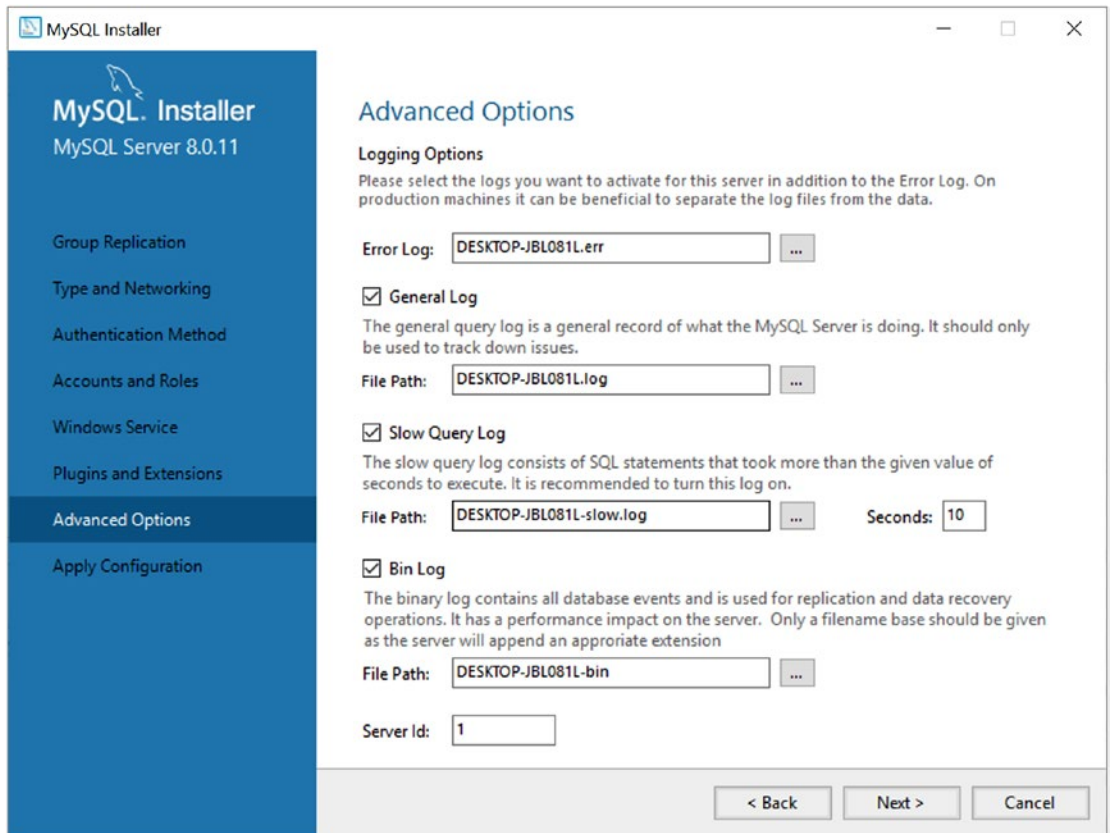 MySQL Installer
MySQL. Installer
MySQL Server 8.0.11
Group Replication
Type and Networking
Authentication Method
Accounts and Roles
Windows Service
Plugins and Extensions
Advanced Options
Apply Configuration
Advanced Options
Logging Options
Please select the logs you want to activate for this server in addition to the Error Log. On
production machines it can be beneficial to separate the log files from the data.
Error Log: DESKTOP-JBL081L.err ...
General Log
The general query log is a general record of what the MySQL Server is doing. It should only
be used to track down issues.
File Path: DESKTOP-JBL081L.log ...
Slow Query Log
The slow query log consists of SQL statements that took more than the given value of
seconds to execute. It is recommended to turn this log on.
File Path: DESKTOP-JBL081L-slow.log ... Seconds: 10
Bin Log
The binary log contains all database events and is used for replication and data recovery
operations. It has a performance impact on the server. Only a filename base should be given
as the server will append an approriate extension
File Path: DESKTOP-JBL081L-bin ...
Server Id: 1
< Back Next > Cancel